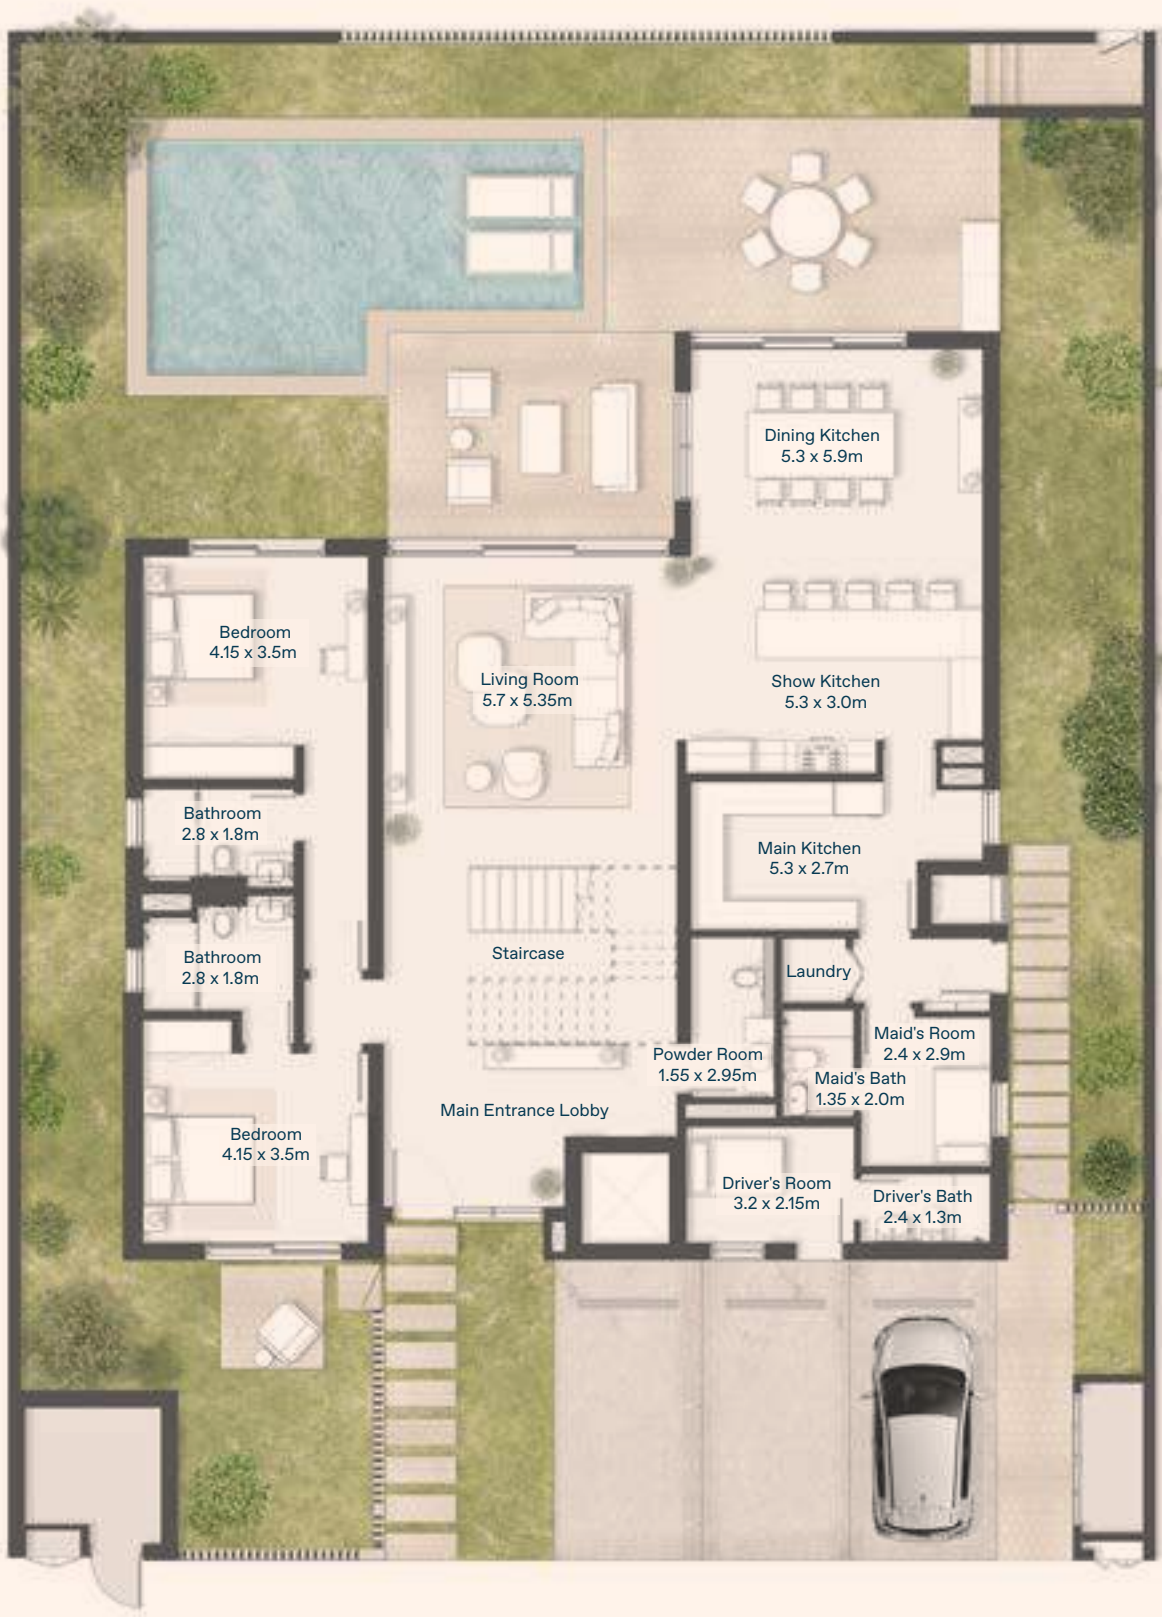 Dining Kitchen
5.3 x 5.9m
Bedroom
4.15 x 3.5m
Living Room
5.7 x 5.35m
Show Kitchen
5.3 x 3.0m
Bathroom
2.8 x 1.8m
Main Kitchen
5.3 x 2.7m
Bathroom
2.8 x 1.8m
Staircase
Laundry
Maid's Room
2.4 x 2.9m
Powder Room
1.55 x 2.95m
Maid's Bath
1.35 x 2.0m
Main Entrance Lobby
Bedroom
4.15 x 3.5m
Driver's Room
3.2 x 2.15m
Driver's Bath
2.4 x 1.3m